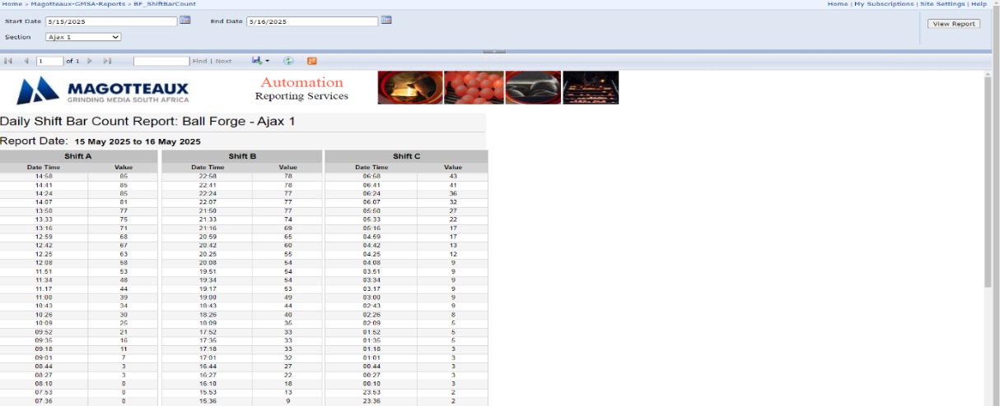 Home > Magotteaux-GMSA-Reports > BF_ShiftBarCount Home | My Subscriptions | Site Settings | Help
Start Date 5/15/2025 End Date 5/16/2025 View Report
Section Ajax 1
1 of 1 Find | Next
MAGOTTEAUX
GRINDING MEDIA SOUTH AFRICA
Automation
Reporting Services
Daily Shift Bar Count Report: Ball Forge - Ajax 1
Report Date: 15 May 2025 to 16 May 2025
Shift A Shift B Shift C
Date Time Value Date Time Value Date Time Value
14:58 85 22:58 78 06:58 43
14:41 85 22:41 78 06:41 41
14:24 85 22:24 77 06:24 36
14:07 81 22:07 77 06:07 32
13:50 77 21:50 77 05:50 27
13:33 75 21:33 74 05:33 22
13:16 71 21:16 69 05:16 17
12:59 68 20:59 65 04:59 17
12:42 67 20:42 60 04:42 13
12:25 63 20:25 55 04:25 12
12:08 58 20:08 54 04:08 9
11:51 53 19:51 54 03:51 9
11:34 48 19:34 54 03:34 9
11:17 44 19:17 53 03:17 9
11:00 39 19:00 49 03:00 9
10:43 34 18:43 44 02:43 9
10:26 30 18:26 40 02:26 8
10:09 25 18:09 35 02:09 5
09:52 21 17:52 33 01:52 5
09:35 16 17:35 33 01:35 5
09:18 11 17:18 33 01:18 3
09:01 7 17:01 32 01:01 3
08:44 3 16:44 27 00:44 3
08:27 3 16:27 22 00:27 3
08:10 0 16:10 18 00:10 3
07:53 0 15:53 13 23:53 2
07:36 0 15:36 9 23:36 2